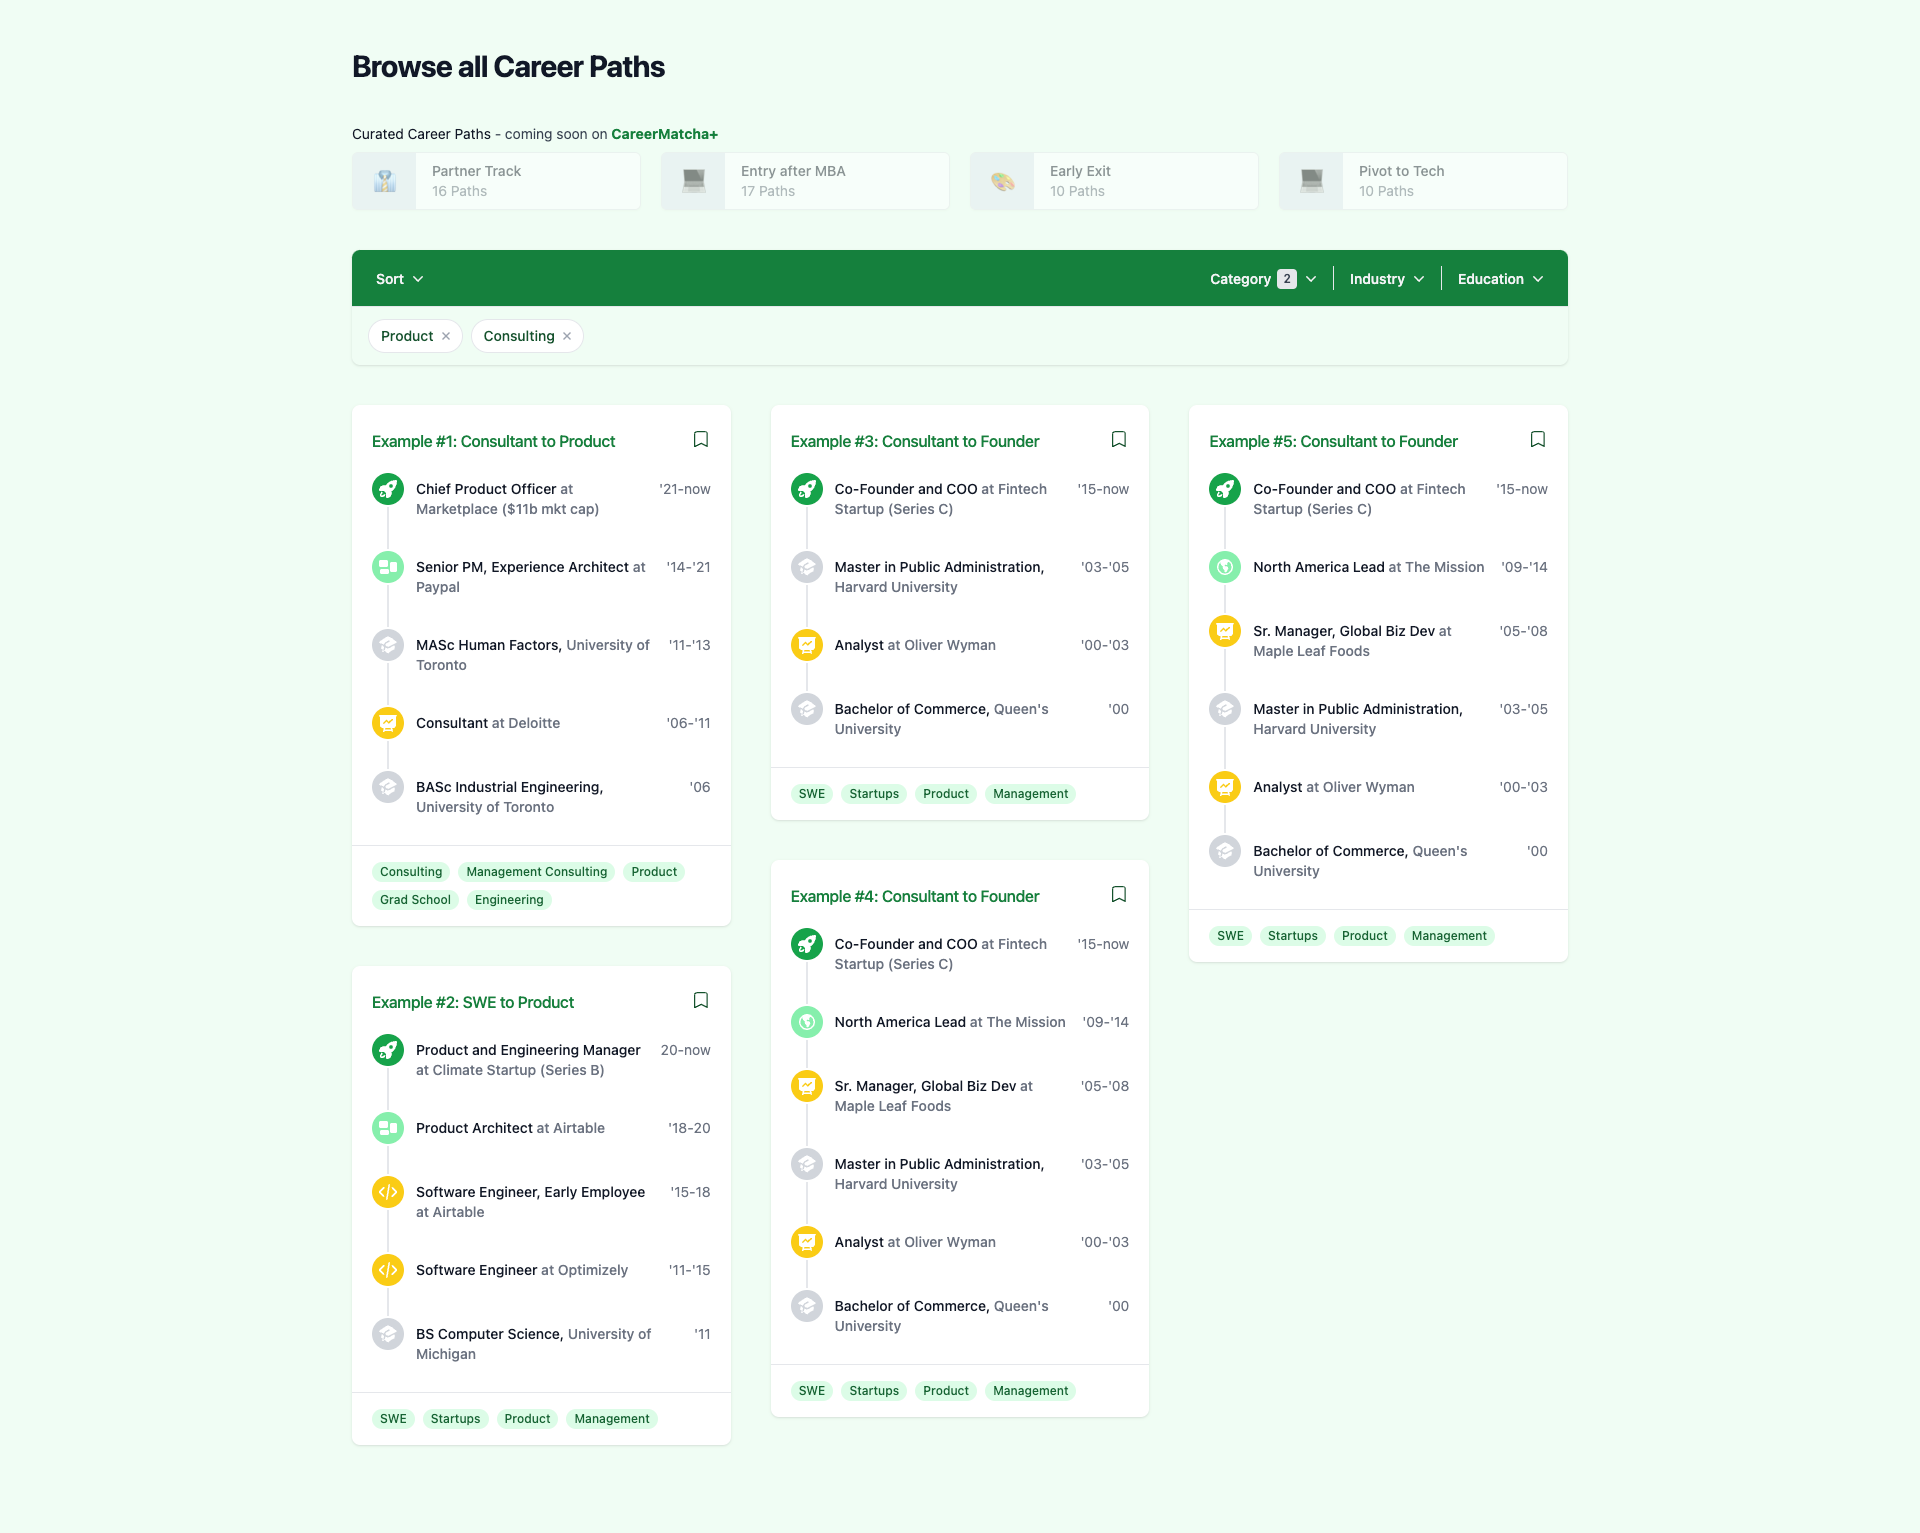 Browse all Career Paths
Curated Career Paths - coming soon on CareerMatcha+
Partner Track
16 Paths
Entry after MBA
17 Paths
Early Exit
10 Paths
Pivot to Tech
10 Paths
Sort
Category 2
Industry
Education
Product ×
Consulting ×
Example #1: Consultant to Product
Chief Product Officer at '21-now
Marketplace ($11b mkt cap)
Senior PM, Experience Architect at '14-'21
Paypal
MASc Human Factors, University of '11-'13
Toronto
Consultant at Deloitte '06-'11
BASc Industrial Engineering, '06
University of Toronto
Consulting Management Consulting Product
Grad School Engineering
Example #2: SWE to Product
Product and Engineering Manager 20-now
at Climate Startup (Series B)
Product Architect at Airtable '18-20
Software Engineer, Early Employee '15-18
at Airtable
Software Engineer at Optimizely '11-'15
BS Computer Science, University of '11
Michigan
SWE Startups Product Management
Example #3: Consultant to Founder
Co-Founder and COO at Fintech '15-now
Startup (Series C)
Master in Public Administration, '03-'05
Harvard University
Analyst at Oliver Wyman '00-'03
Bachelor of Commerce, Queen's '00
University
SWE Startups Product Management
Example #4: Consultant to Founder
Co-Founder and COO at Fintech '15-now
Startup (Series C)
North America Lead at The Mission '09-'14
Sr. Manager, Global Biz Dev at '05-'08
Maple Leaf Foods
Master in Public Administration, '03-'05
Harvard University
Analyst at Oliver Wyman '00-'03
Bachelor of Commerce, Queen's '00
University
SWE Startups Product Management
Example #5: Consultant to Founder
Co-Founder and COO at Fintech '15-now
Startup (Series C)
North America Lead at The Mission '09-'14
Sr. Manager, Global Biz Dev at '05-'08
Maple Leaf Foods
Master in Public Administration, '03-'05
Harvard University
Analyst at Oliver Wyman '00-'03
Bachelor of Commerce, Queen's '00
University
SWE Startups Product Management